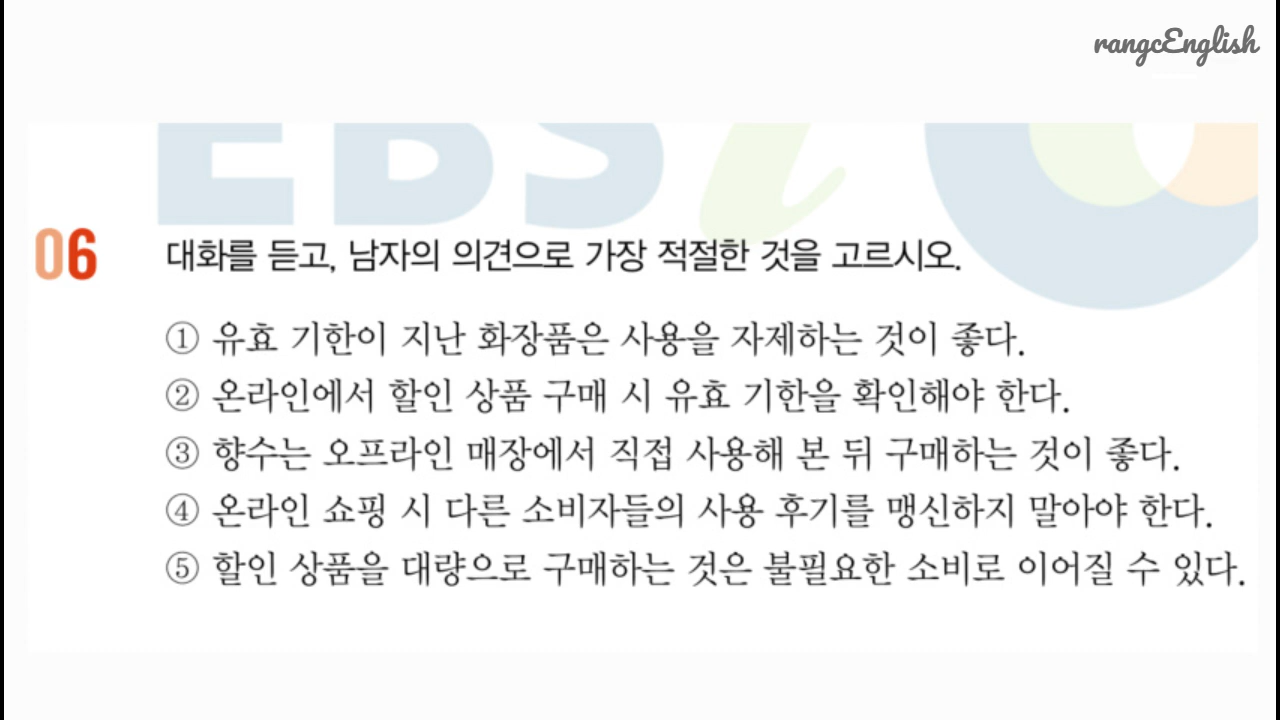 rangcEnglish
EBSi
06 대화를 듣고, 남자의 의견으로 가장 적절한 것을 고르시오.
① 유효 기한이 지난 화장품은 사용을 자제하는 것이 좋다.
② 온라인에서 할인 상품 구매 시 유효 기한을 확인해야 한다.
③ 향수는 오프라인 매장에서 직접 사용해 본 뒤 구매하는 것이 좋다.
④ 온라인 쇼핑 시 다른 소비자들의 사용 후기를 맹신하지 말아야 한다.
⑤ 할인 상품을 대량으로 구매하는 것은 불필요한 소비로 이어질 수 있다.